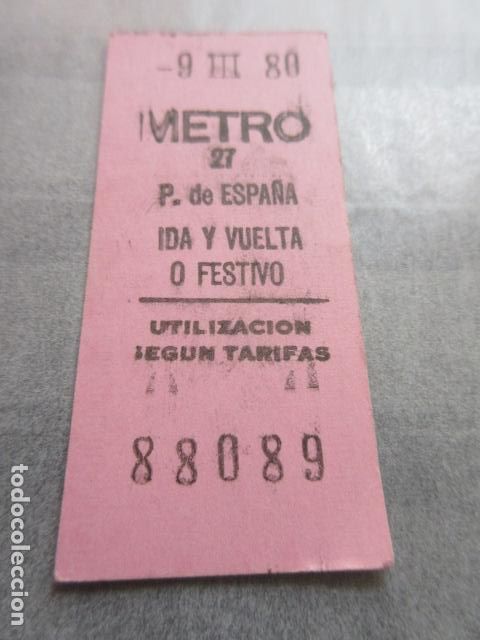 -9 III 80
METRO
27
P. de ESPAÑA
IDA Y VUELTA
O FESTIVO
UTILIZACION
SEGUN TARIFAS
88089
todocoleccion